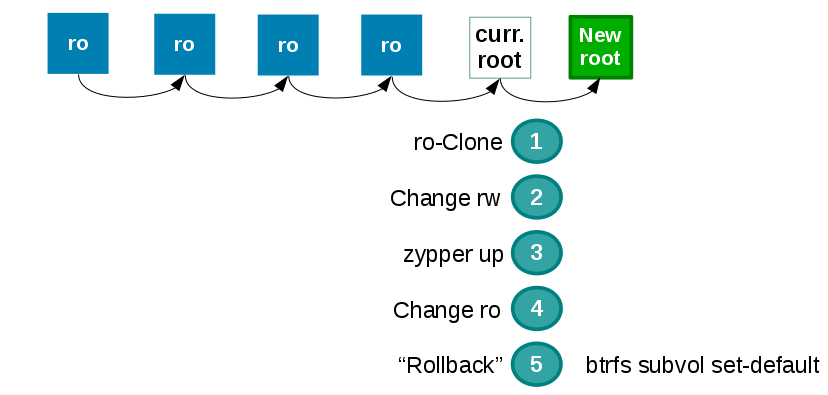 ro
ro
ro
ro
curr.
root
New
root
ro-Clone 1
Change rw 2
zypper up 3
Change ro 4
“Rollback” 5 btrfs subvol set-default